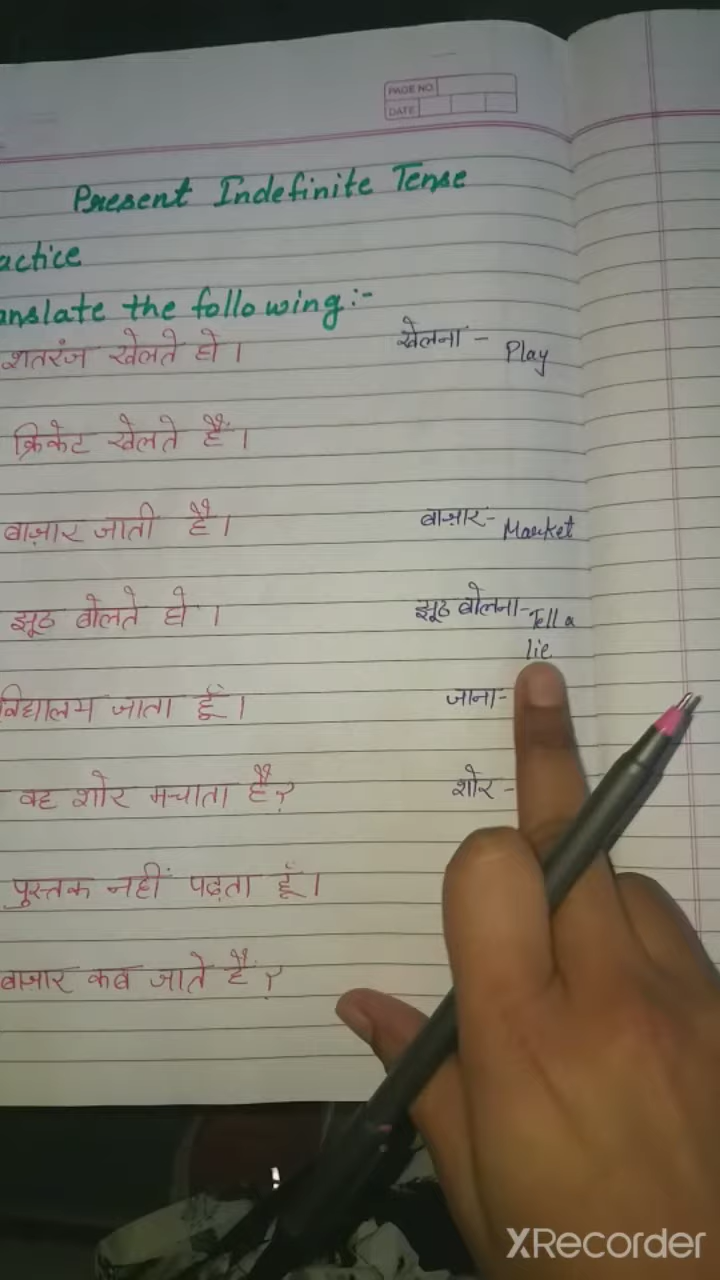 PAGE NO.
DATE
Present Indefinite Tense
actice
anslate the following:-
शतरंज खेलते हो । खेलना - Play
क्रिकेट खेलते हैं ।
बाज़ार जाती है । बाज़ार - Market
झूठ बोलते हो । झूठ बोलना - Tell a
lie
विद्यालय जाता हूँ । जाना -
वह शोर मचाता है ? शोर -
पुस्तक नहीं पढ़ता हूँ ।
बाज़ार कब जाते हैं ?
XRecorder